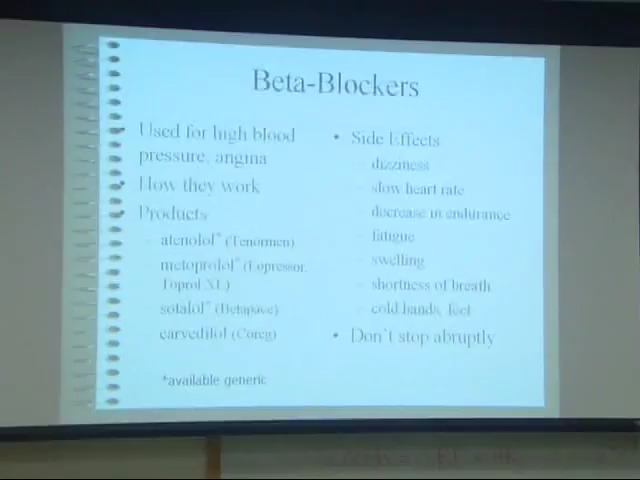 Beta-Blockers
• Used for high blood
pressure, angina
• How they work
• Products
– atenolol* (Tenormin)
– metoprolol* (Lopressor,
Toprol XL)
– sotalol* (Betapace)
– carvedilol (Coreg)
*available generic
• Side Effects
– dizziness
– slow heart rate
– decrease in endurance
– fatigue
– swelling
– shortness of breath
– cold hands, feet
• Don't stop abruptly